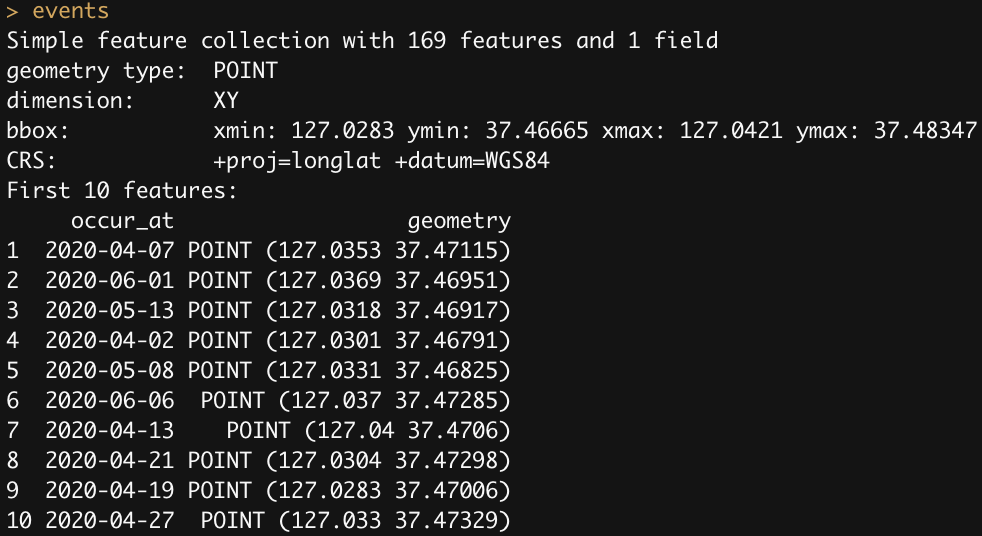 > events
Simple feature collection with 169 features and 1 field
geometry type:  POINT
dimension:      XY
bbox:           xmin: 127.0283 ymin: 37.46665 xmax: 127.0421 ymax: 37.48347
CRS:            +proj=longlat +datum=WGS84
First 10 features:
     occur_at                  geometry
1  2020-04-07 POINT (127.0353 37.47115)
2  2020-06-01 POINT (127.0369 37.46951)
3  2020-05-13 POINT (127.0318 37.46917)
4  2020-04-02 POINT (127.0301 37.46791)
5  2020-05-08 POINT (127.0331 37.46825)
6  2020-06-06  POINT (127.037 37.47285)
7  2020-04-13    POINT (127.04 37.4706)
8  2020-04-21 POINT (127.0304 37.47298)
9  2020-04-19 POINT (127.0283 37.47006)
10 2020-04-27  POINT (127.033 37.47329)